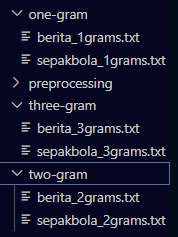 one-gram
berita_1grams.txt
sepakbola_1grams.txt
preprocessing
three-gram
berita_3grams.txt
sepakbola_3grams.txt
two-gram
berita_2grams.txt
sepakbola_2grams.txt